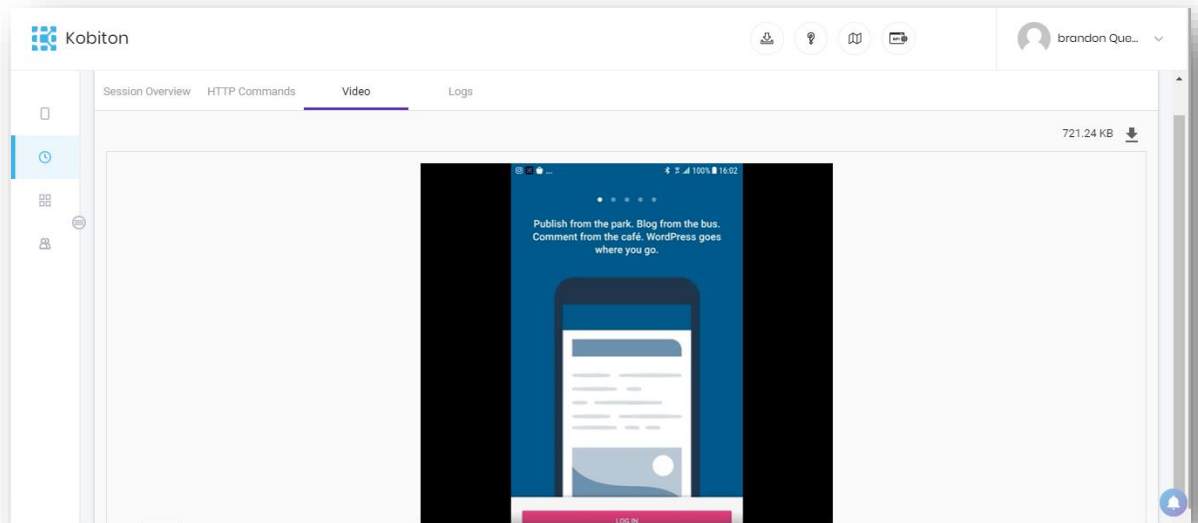 Kobiton
brandon Que...
Session Overview HTTP Commands Video Logs
721.24 KB
... 100% 16:02
Publish from the park. Blog from the bus.
Comment from the café. WordPress goes
where you go.
LOG IN